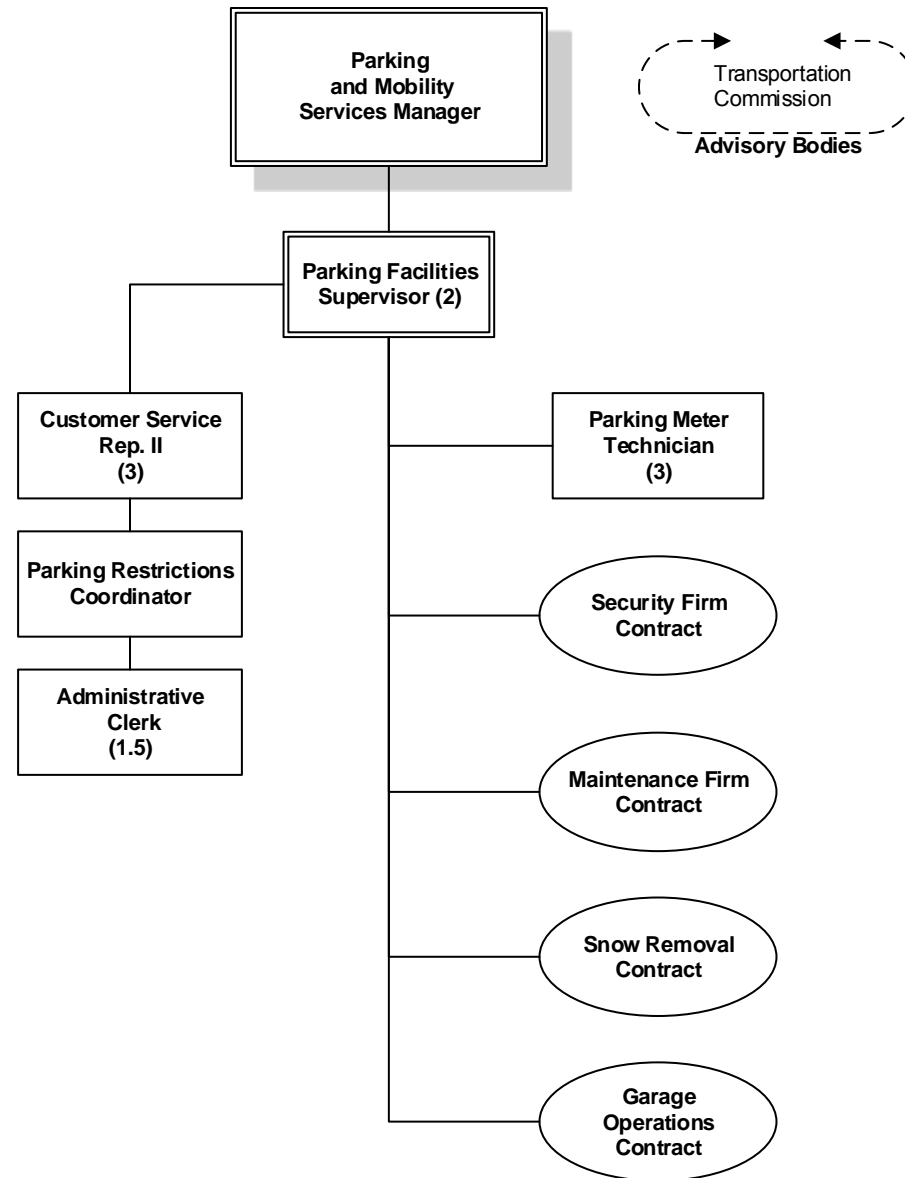 Parking
and Mobility
Services Manager
Transportation
Commission
Advisory Bodies
Parking Facilities
Supervisor (2)
Customer Service
Rep. II
(3)
Parking Meter
Technician
(3)
Parking Restrictions
Coordinator
Administrative
Clerk
(1.5)
Security Firm
Contract
Maintenance Firm
Contract
Snow Removal
Contract
Garage
Operations
Contract